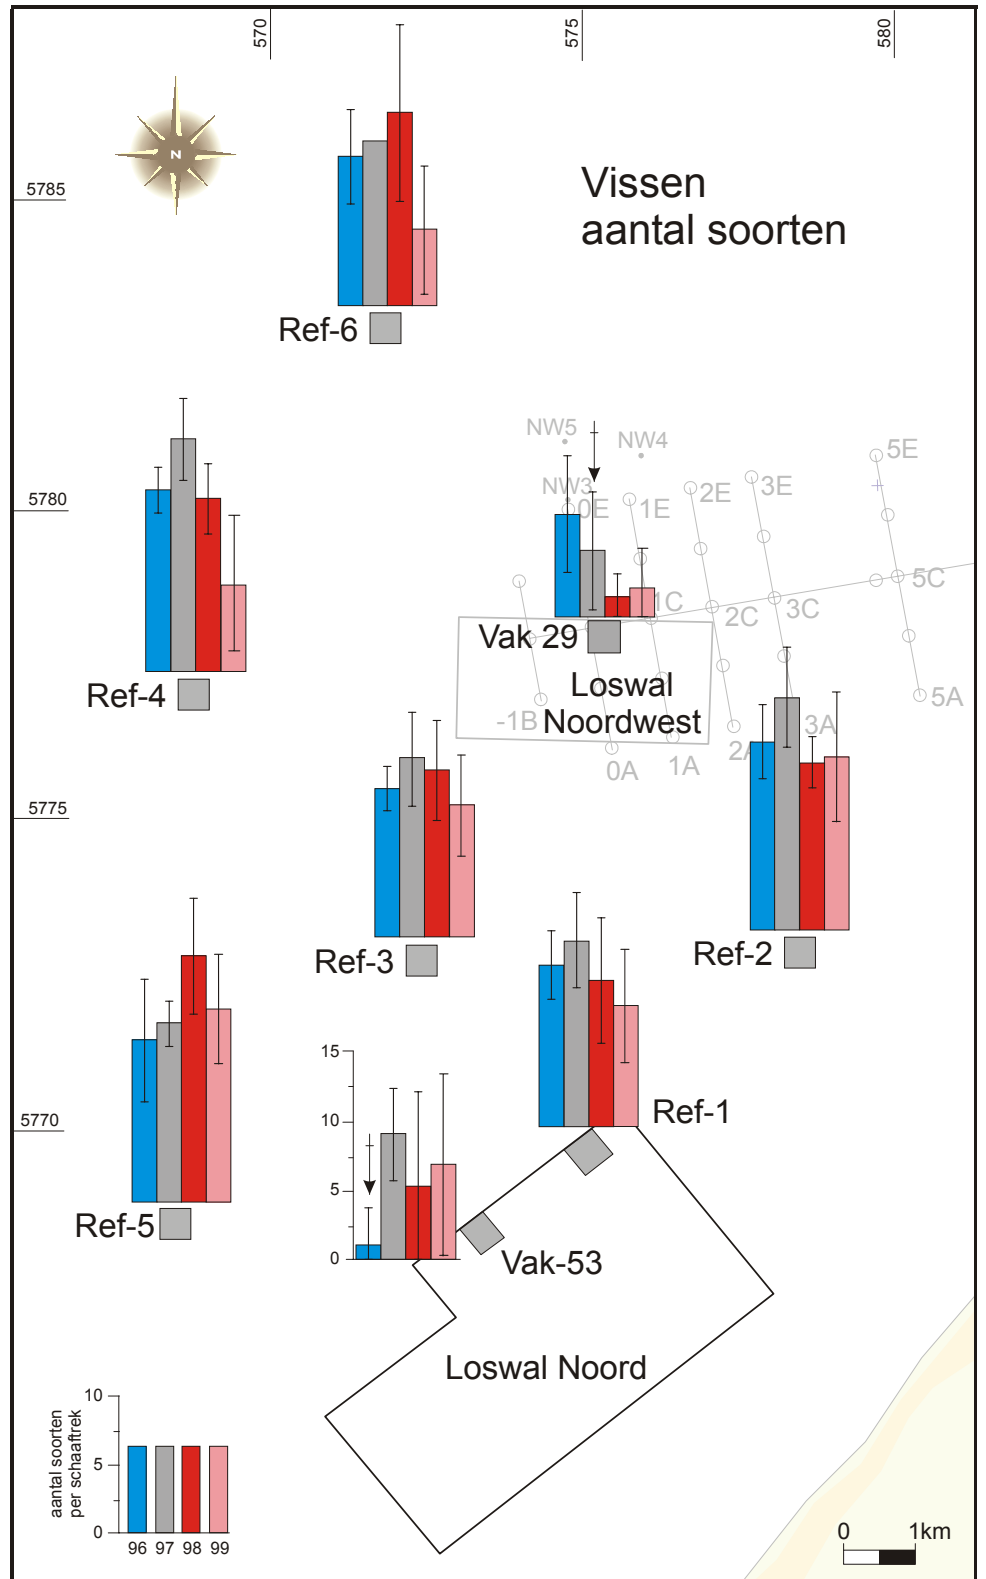 570
575
580
N
5785
Vissen
aantal soorten
Ref-6
5780
NW5
NW4
NW3
0E
1E
2E
3E
5E
Ref-4
Vak 29
1C
2C
3C
5C
Loswal
Noordwest
-1B
0A
1A
2A
3A
5A
5775
Ref-3
Ref-2
Ref-1
5770
Ref-5
15
10
5
0
Vak-53
Loswal Noord
aantal soorten
per schaaftrek
10
5
0
96 97 98 99
0 1km